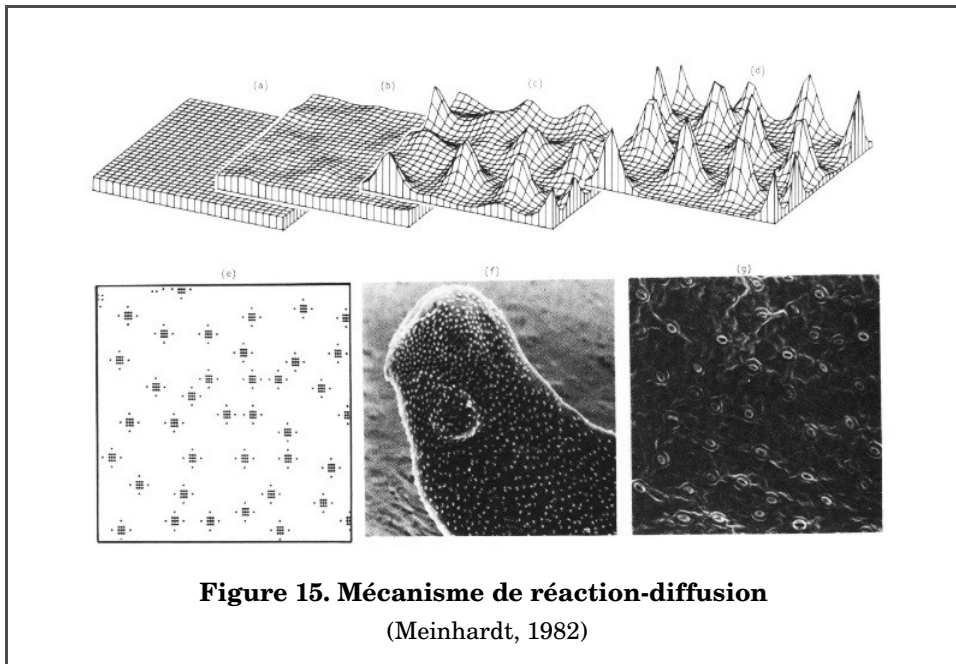 (a)
(b)
(c)
(d)
(e)
(f)
(g)
Figure 15. Mécanisme de réaction-diffusion
(Meinhardt, 1982)